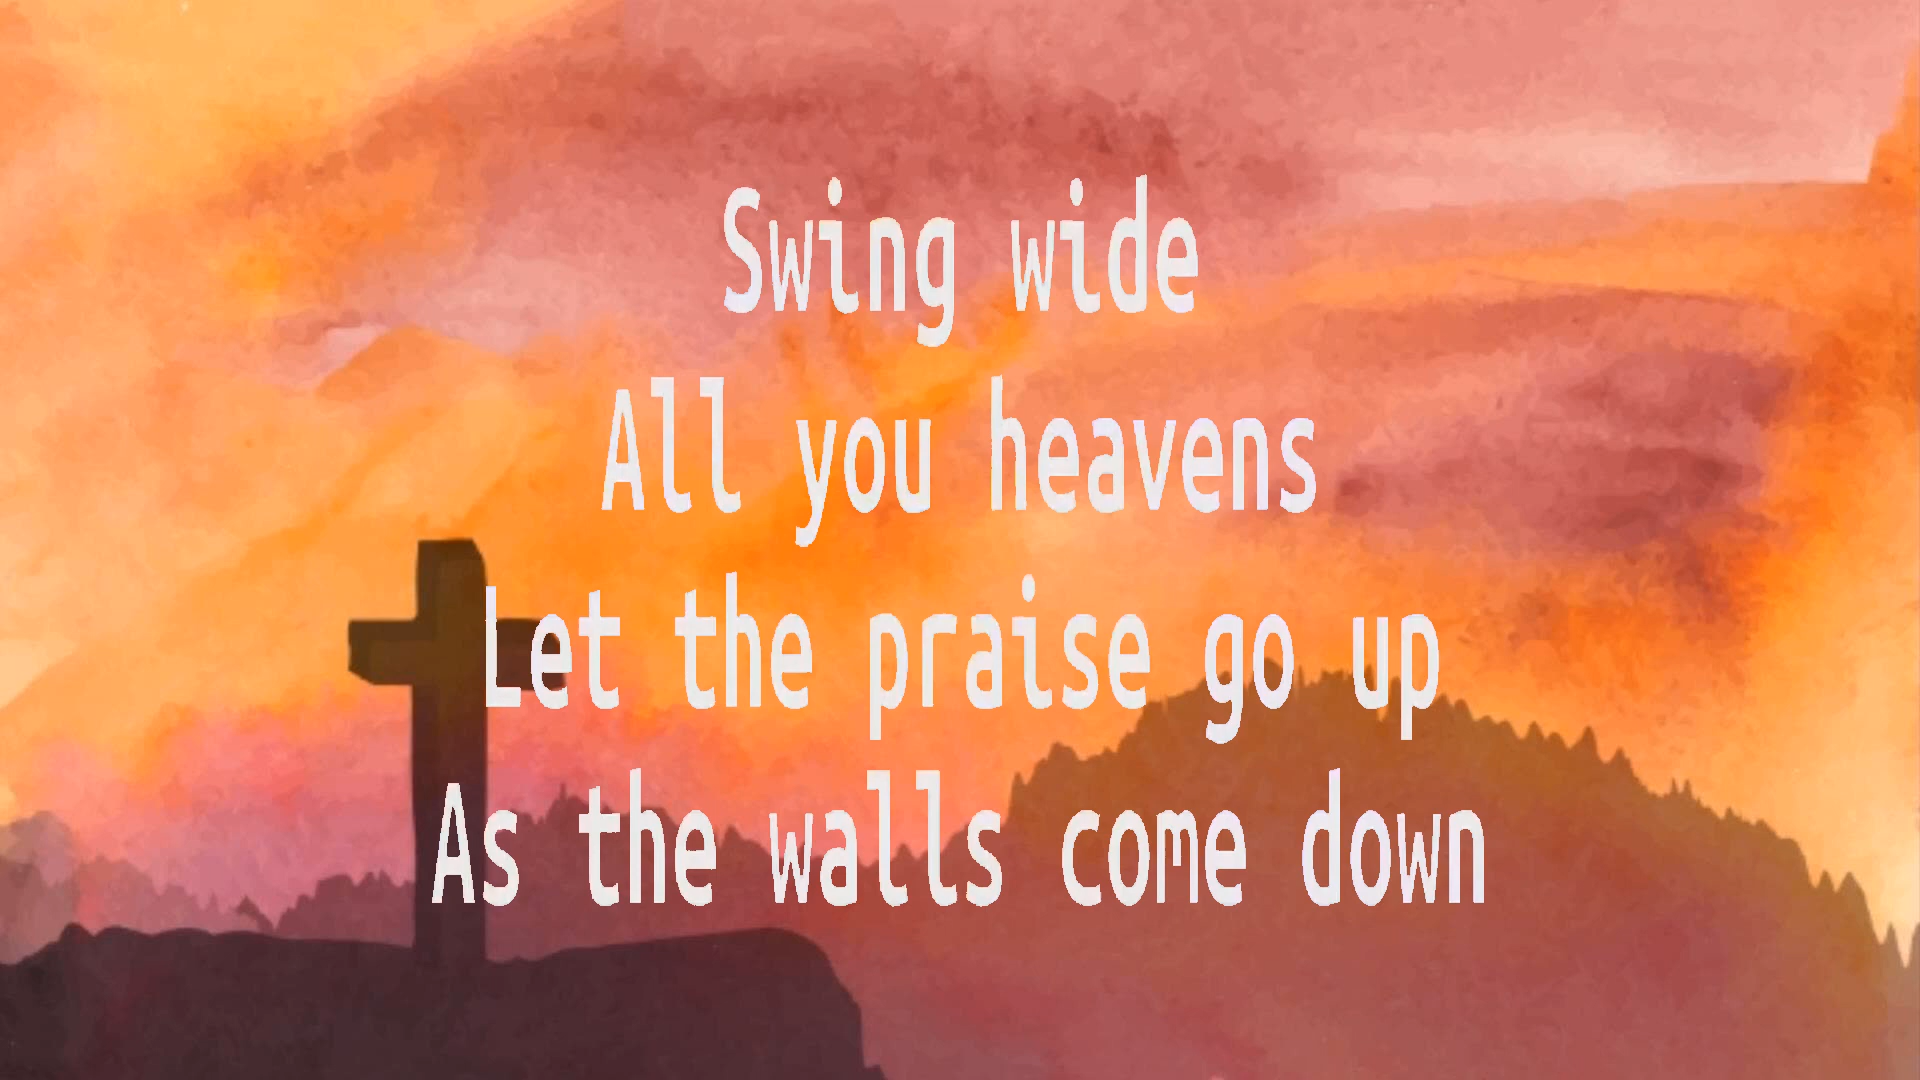 Swing wide
All you heavens
Let the praise go up
As the walls come down